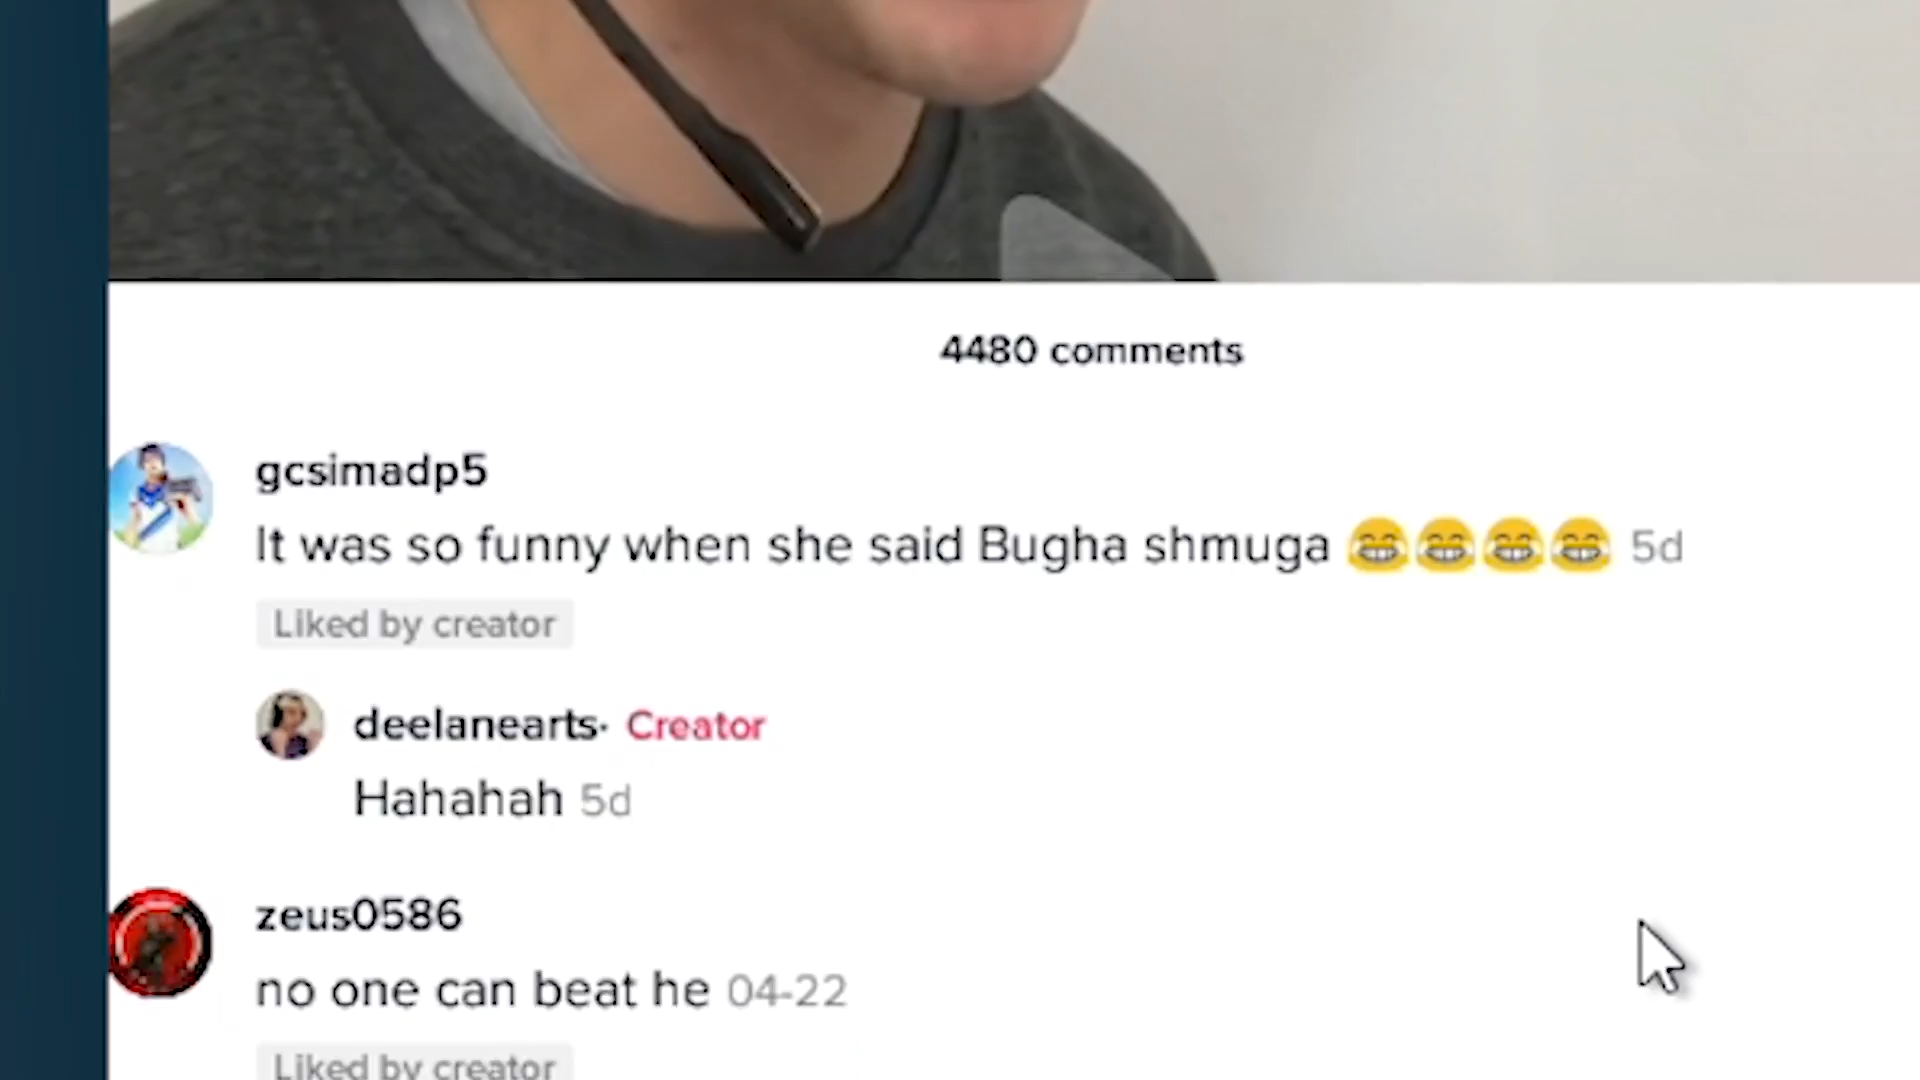 4480 comments
gcsimadp5
It was so funny when she said Bugha shmuga 😂😂😂😂 5d
Liked by creator
deelanearts· Creator
Hahahah 5d
zeus0586
no one can beat he 04-22
Liked by creator